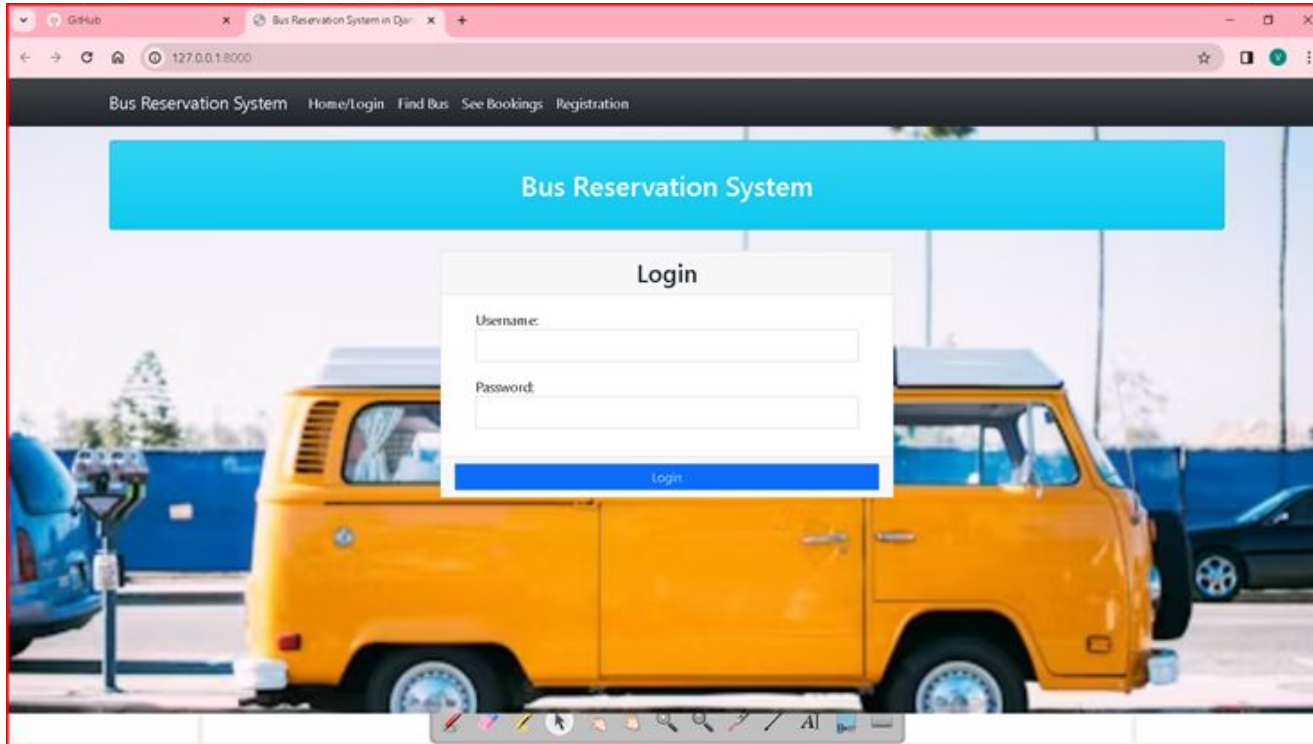 GitHub
Bus Reservation System in Djan
127.0.0.1:8000
V
Bus Reservation System Home/Login Find Bus See Bookings Registration
Bus Reservation System
Login
Username:
Password:
Login
A